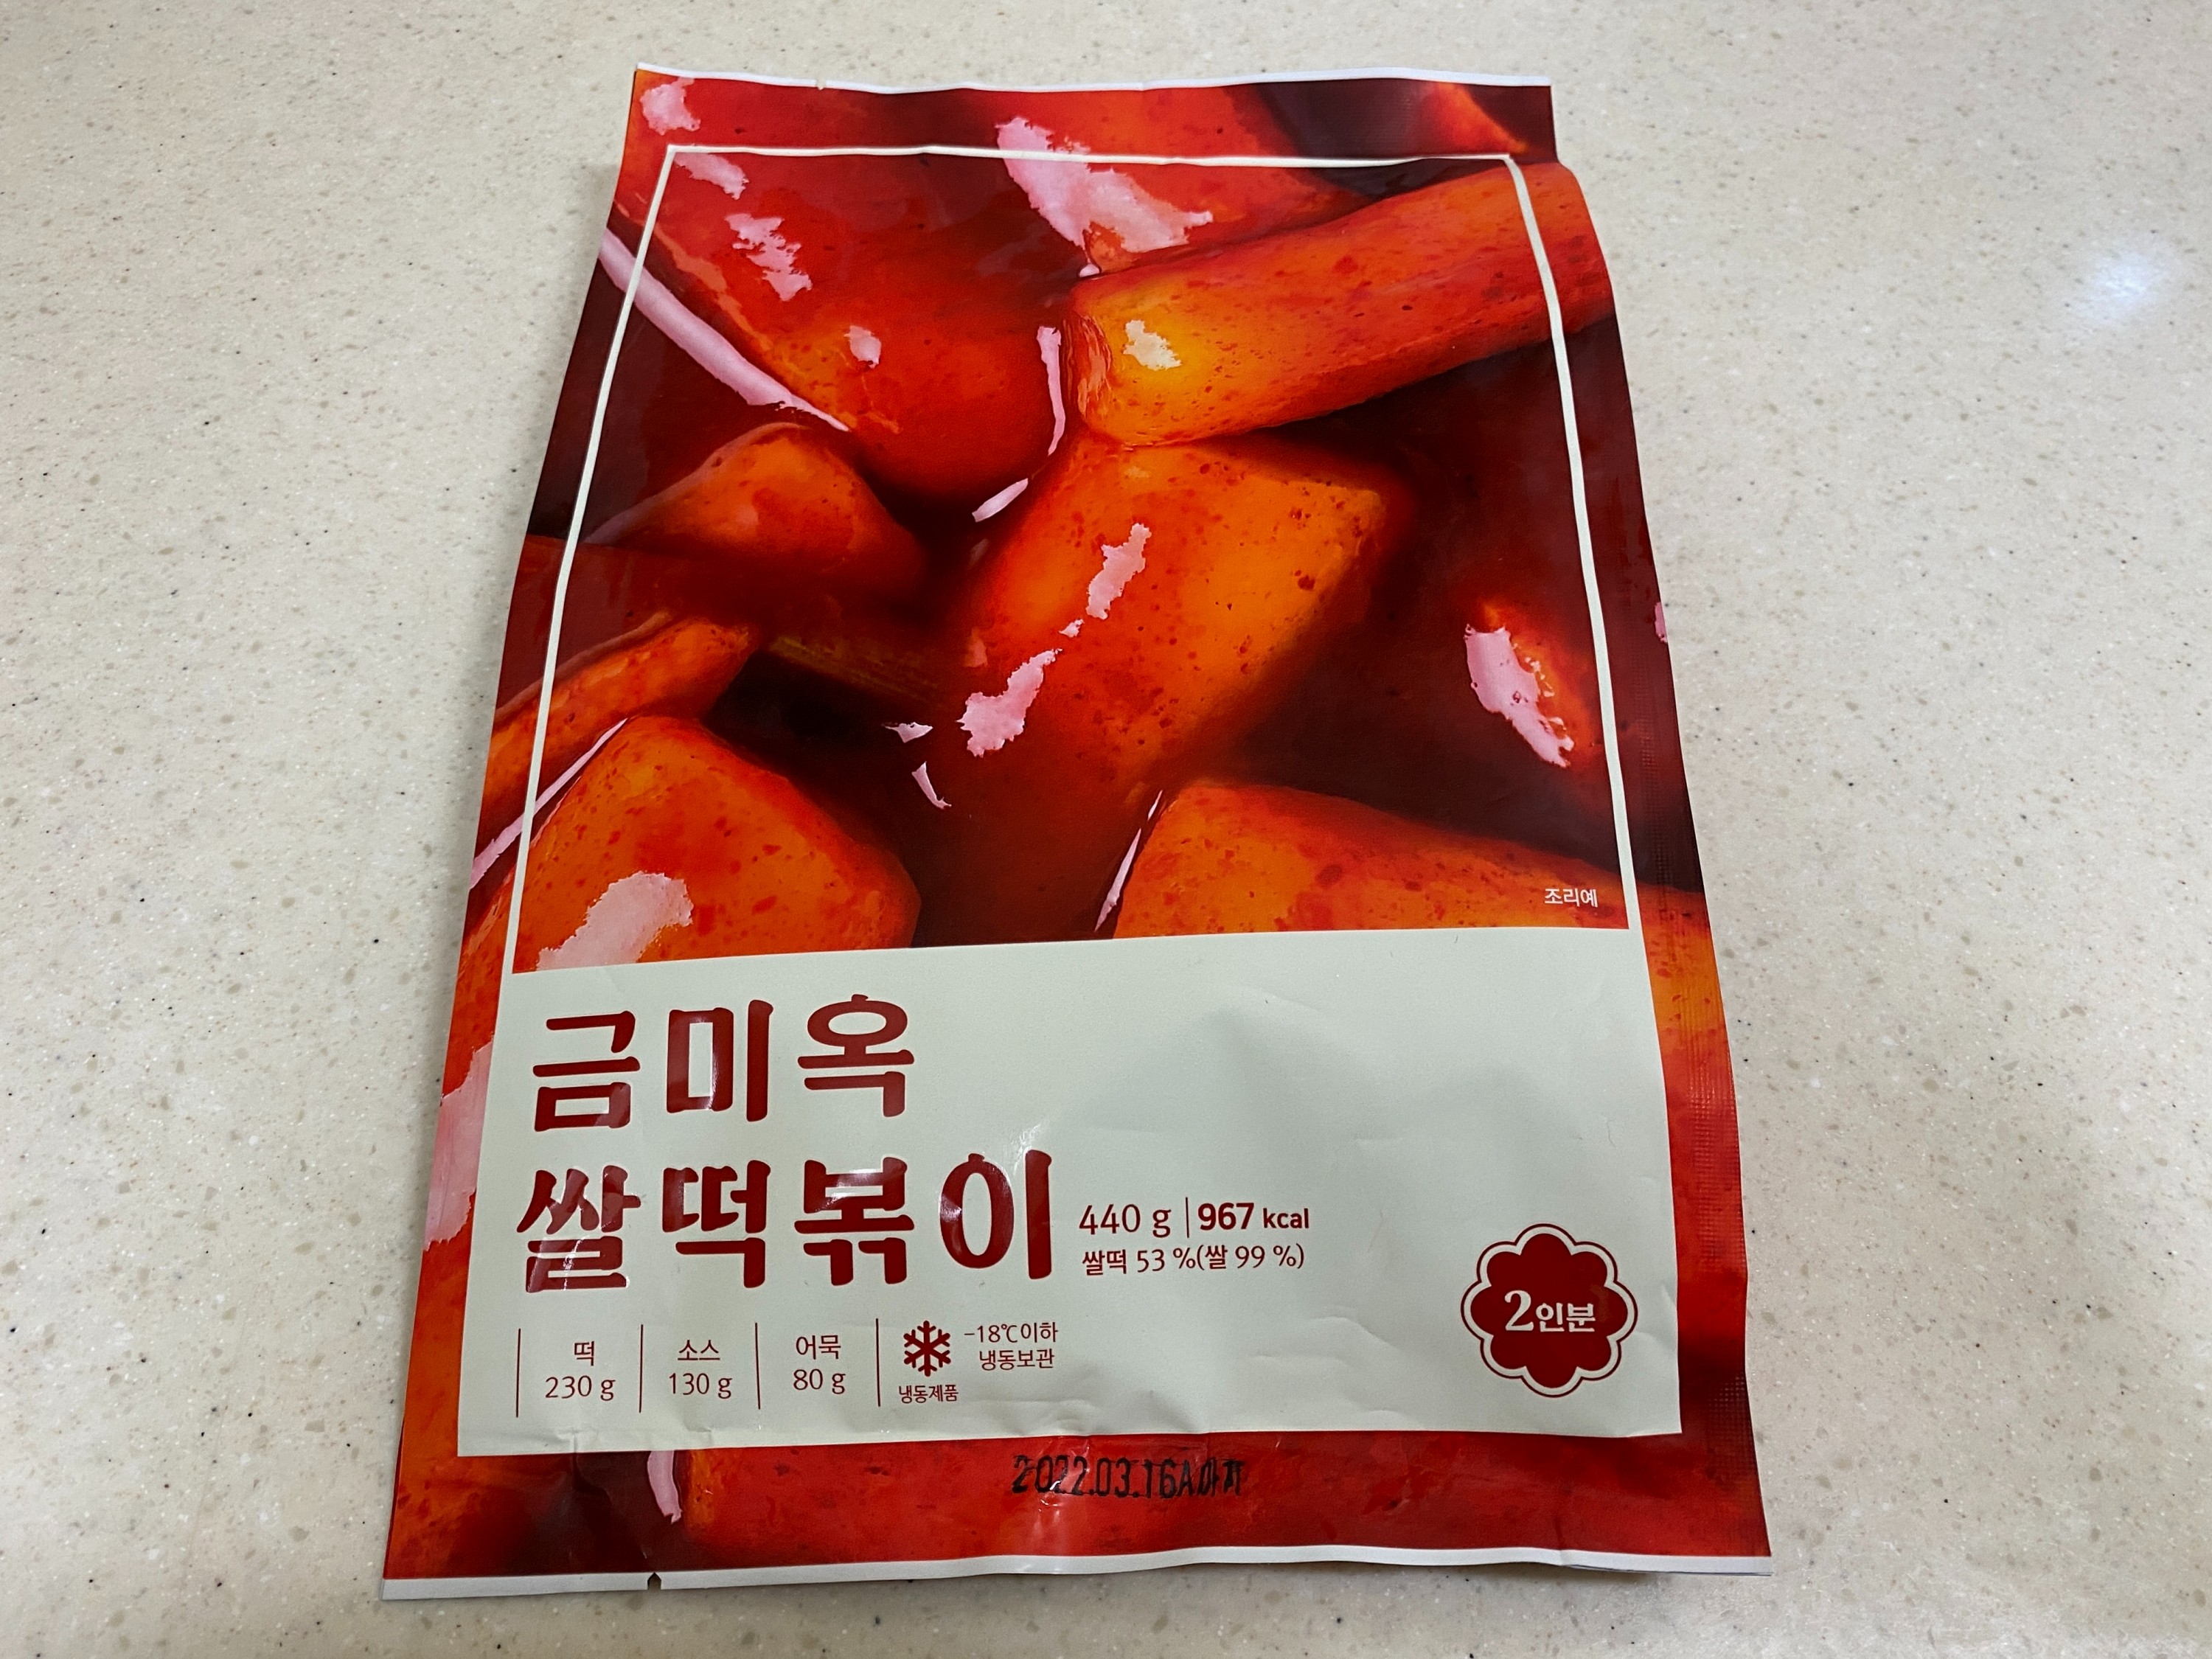 조리예
금미옥
쌀떡볶이
440 g | 967 kcal
쌀떡 53 %(쌀 99 %)
떡
230 g
소스
130 g
어묵
80 g
냉동제품
-18℃이하
냉동보관
2인분
2022.03.16A까지